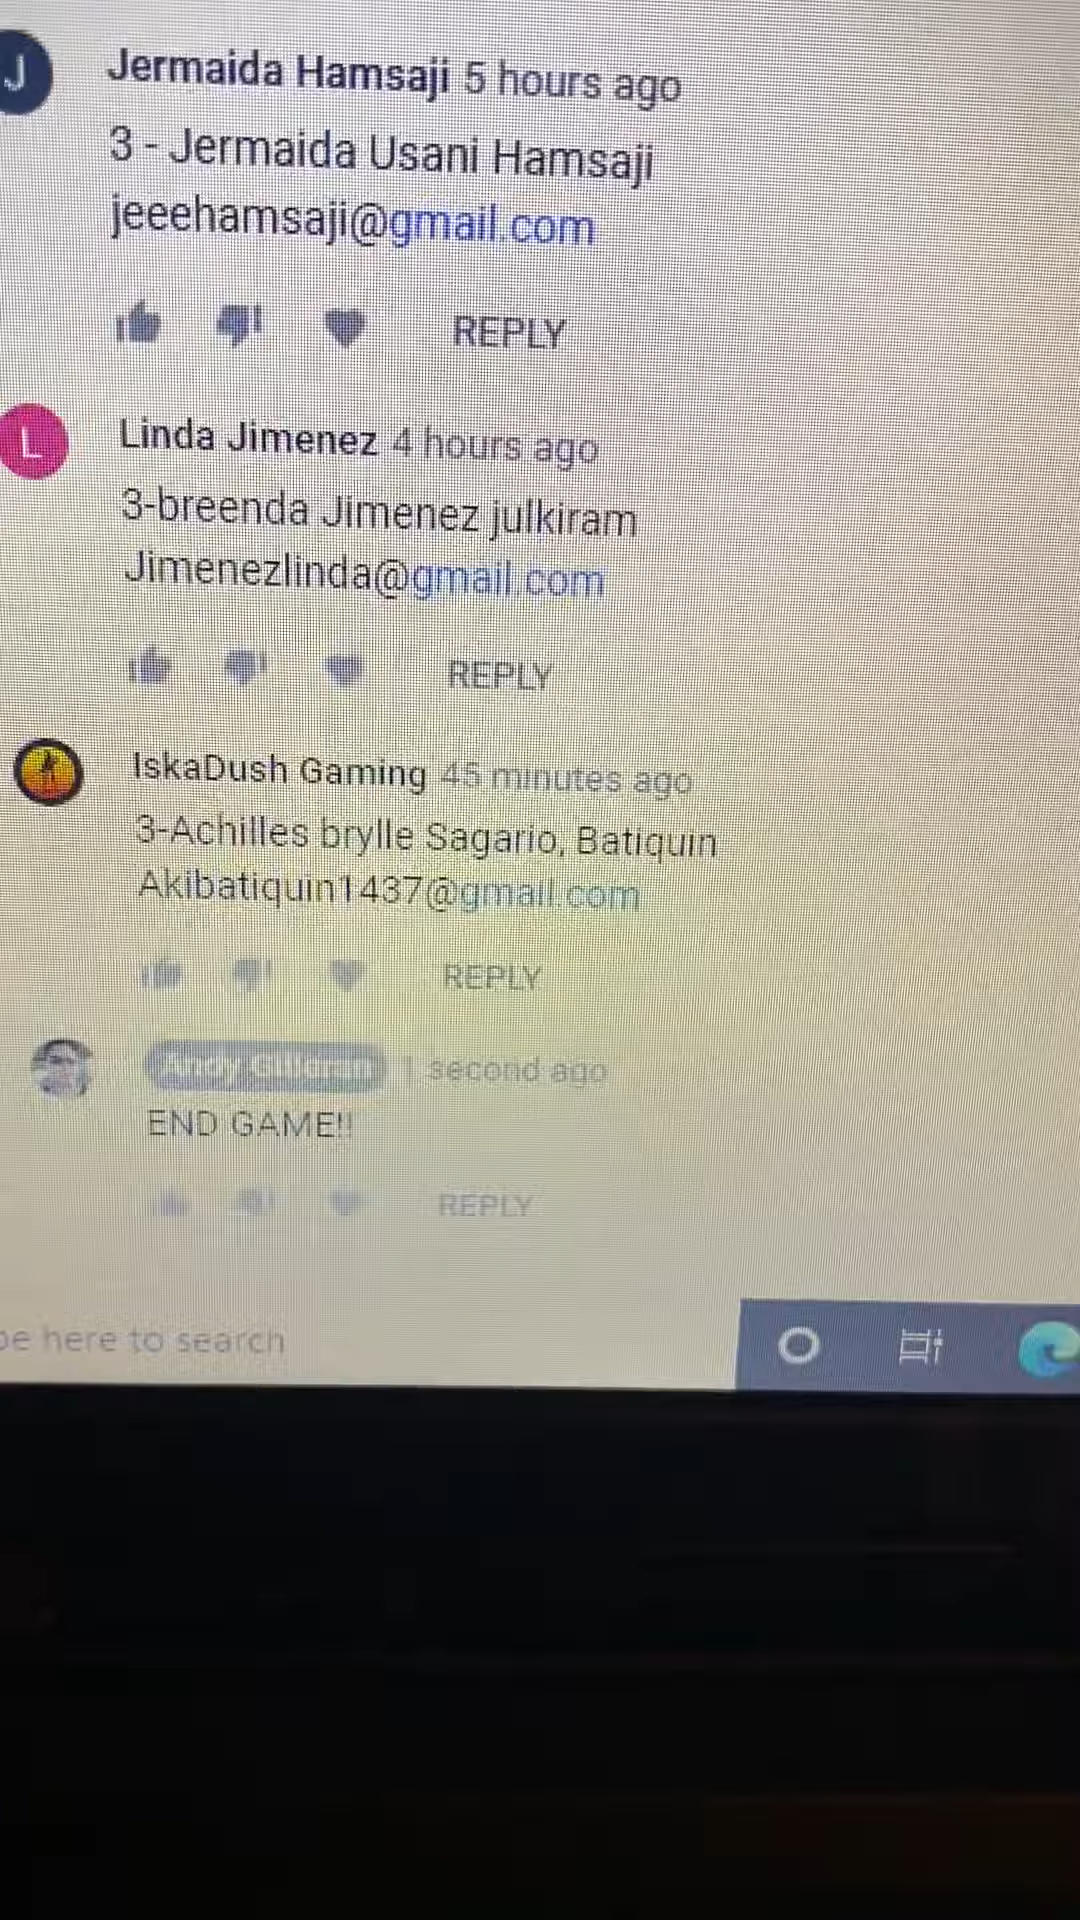 J
Jermaida Hamsaji 5 hours ago
3 - Jermaida Usani Hamsaji
jeeehamsaji@gmail.com
REPLY
L
Linda Jimenez 4 hours ago
3-breenda Jimenez julkiram
Jimenezlinda@gmail.com
REPLY
IskaDush Gaming 45 minutes ago
3-Achilles brylle Sagario, Batiquin
Akibatiquin1437@gmail.com
REPLY
Andy 1 second ago
END GAME!!
REPLY
here to search